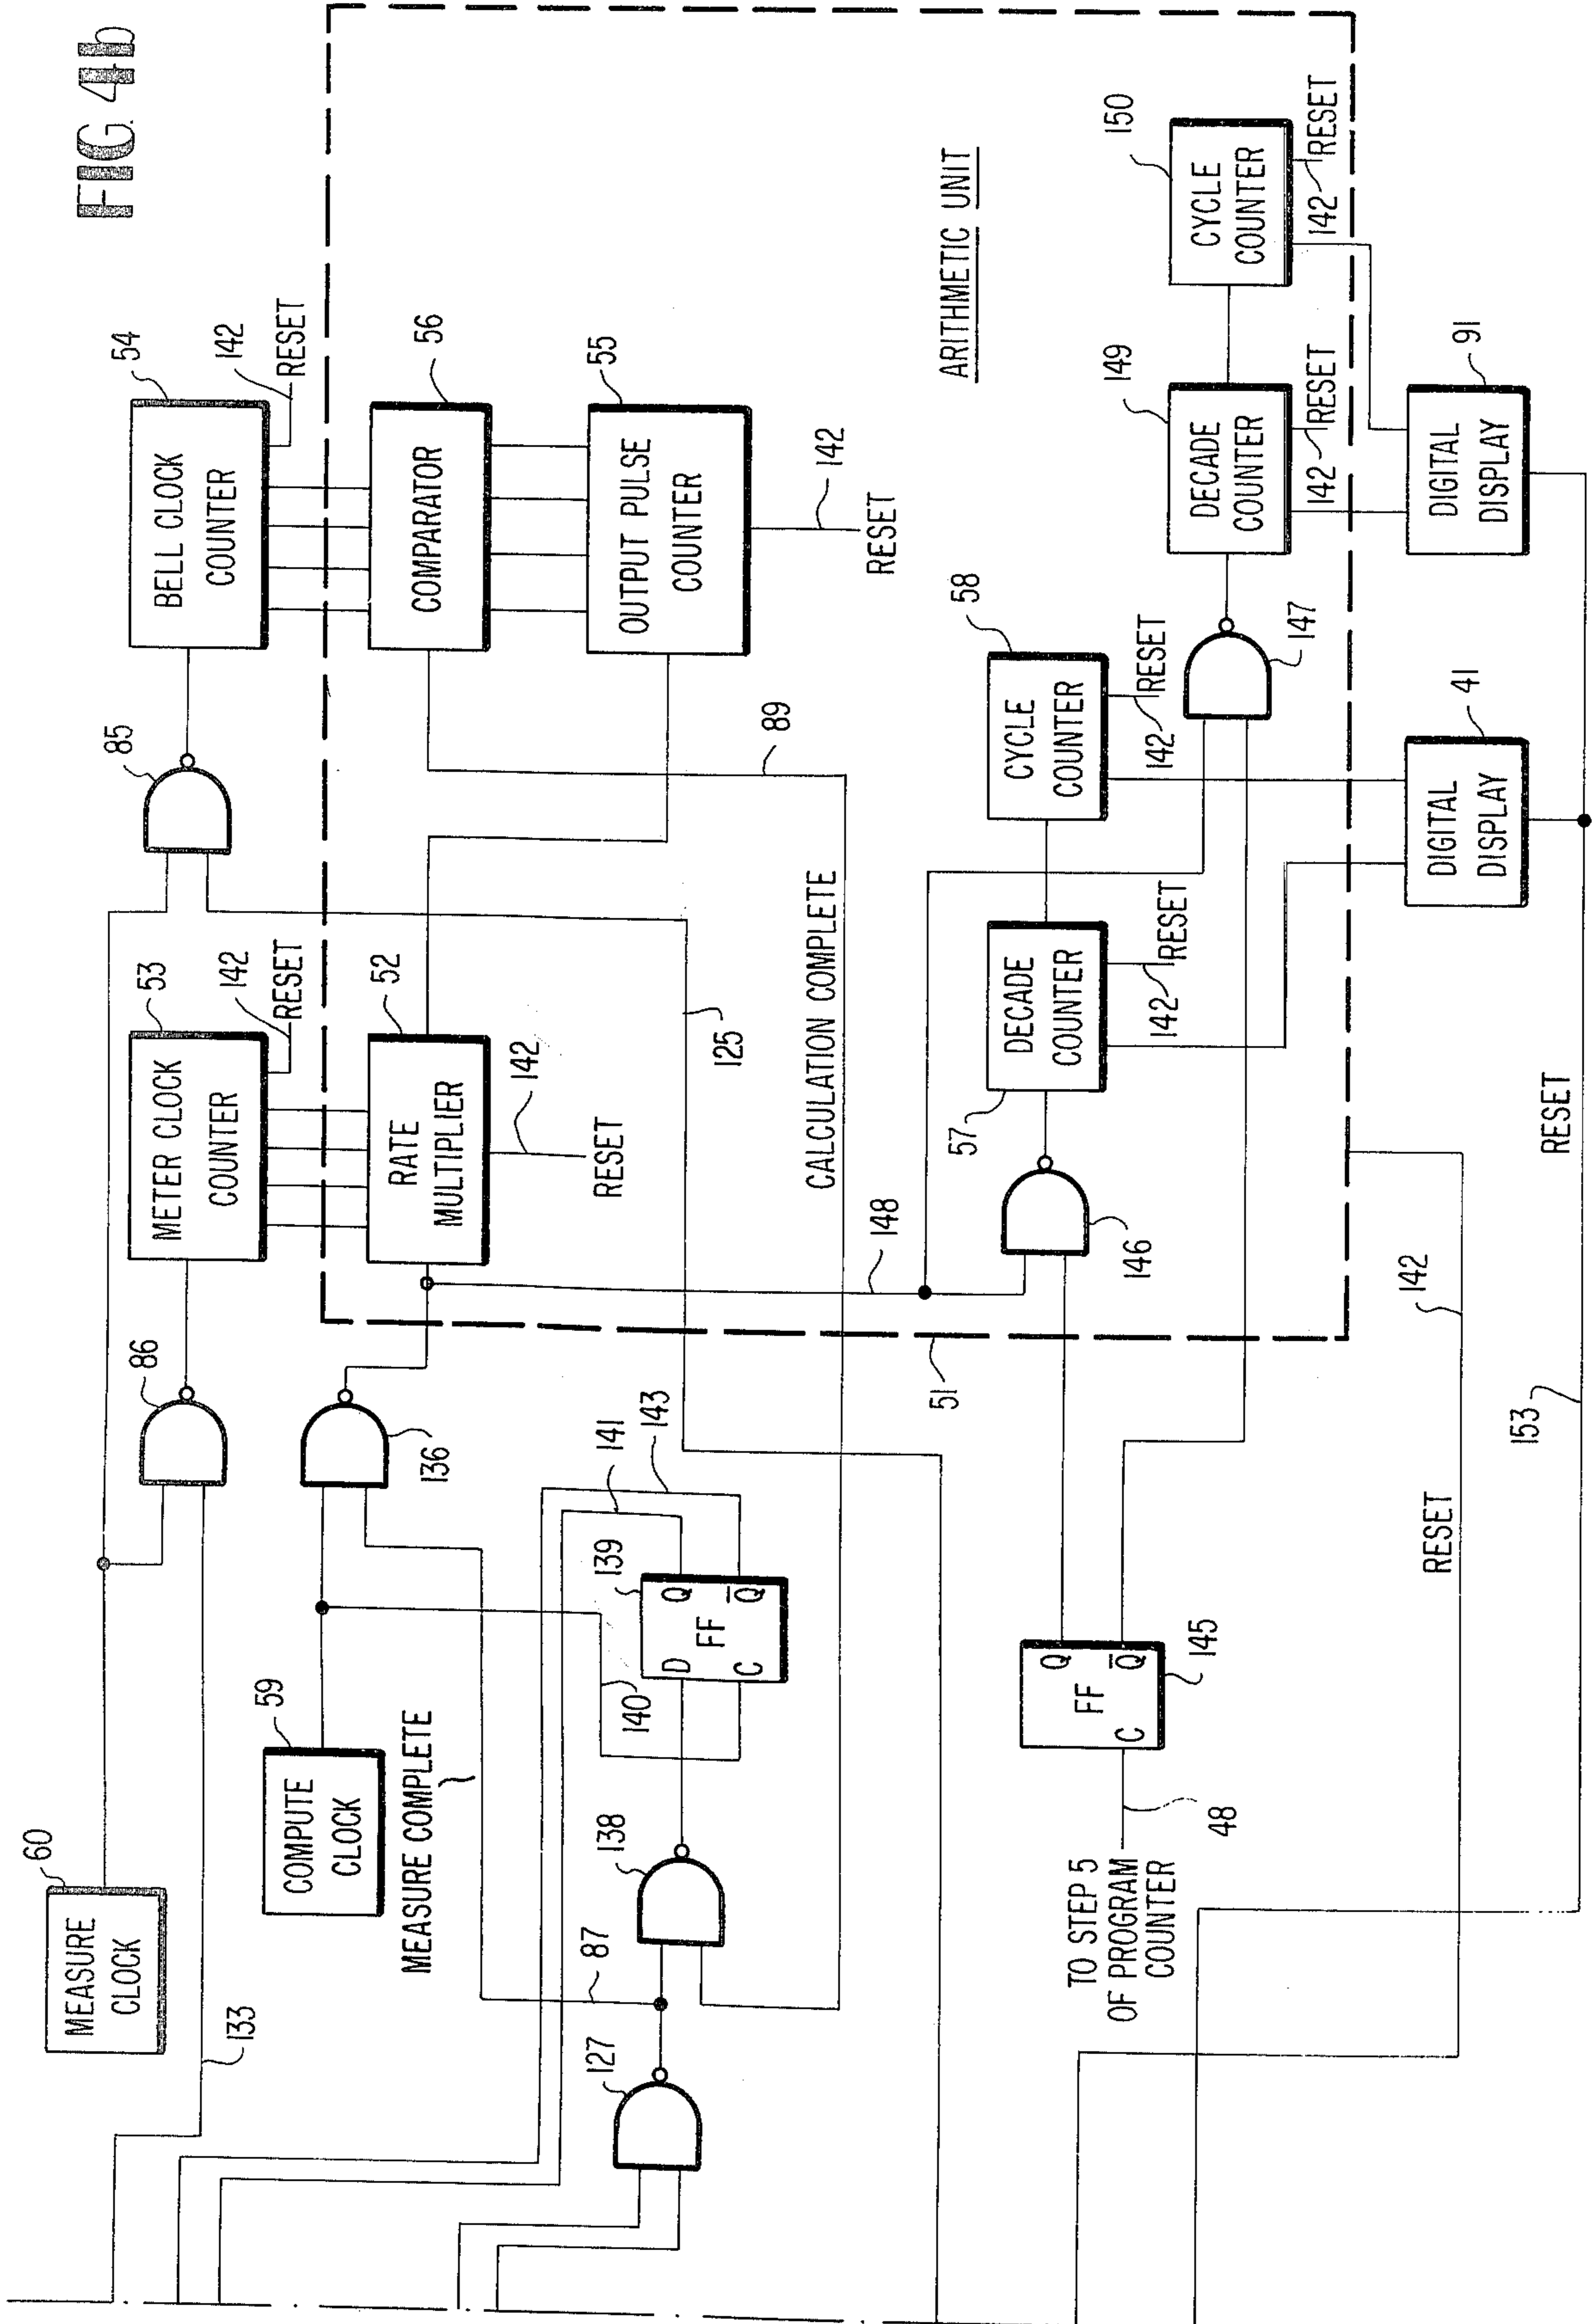 FIG 4b
60
MEASURE
CLOCK
133
86
85
53
METER CLOCK
COUNTER
142
RESET
54
BELL CLOCK
COUNTER
142
RESET
59
COMPUTE
CLOCK
136
52
RATE
MULTIPLIER
142
RESET
56
COMPARATOR
55
OUTPUT PULSE
COUNTER
142
RESET
MEASURE COMPLETE
87
127
138
140
139
D
Q
FF
C
Q
141
143
125
89
CALCULATION COMPLETE
51
148
ARITHMETIC UNIT
TO STEP 5
OF PROGRAM
COUNTER
48
Q
FF
C
Q
145
146
57
DECADE
COUNTER
142
RESET
58
CYCLE
COUNTER
142
RESET
147
149
DECADE
COUNTER
142
RESET
150
CYCLE
COUNTER
142
RESET
41
DIGITAL
DISPLAY
91
DIGITAL
DISPLAY
RESET
142
153
RESET